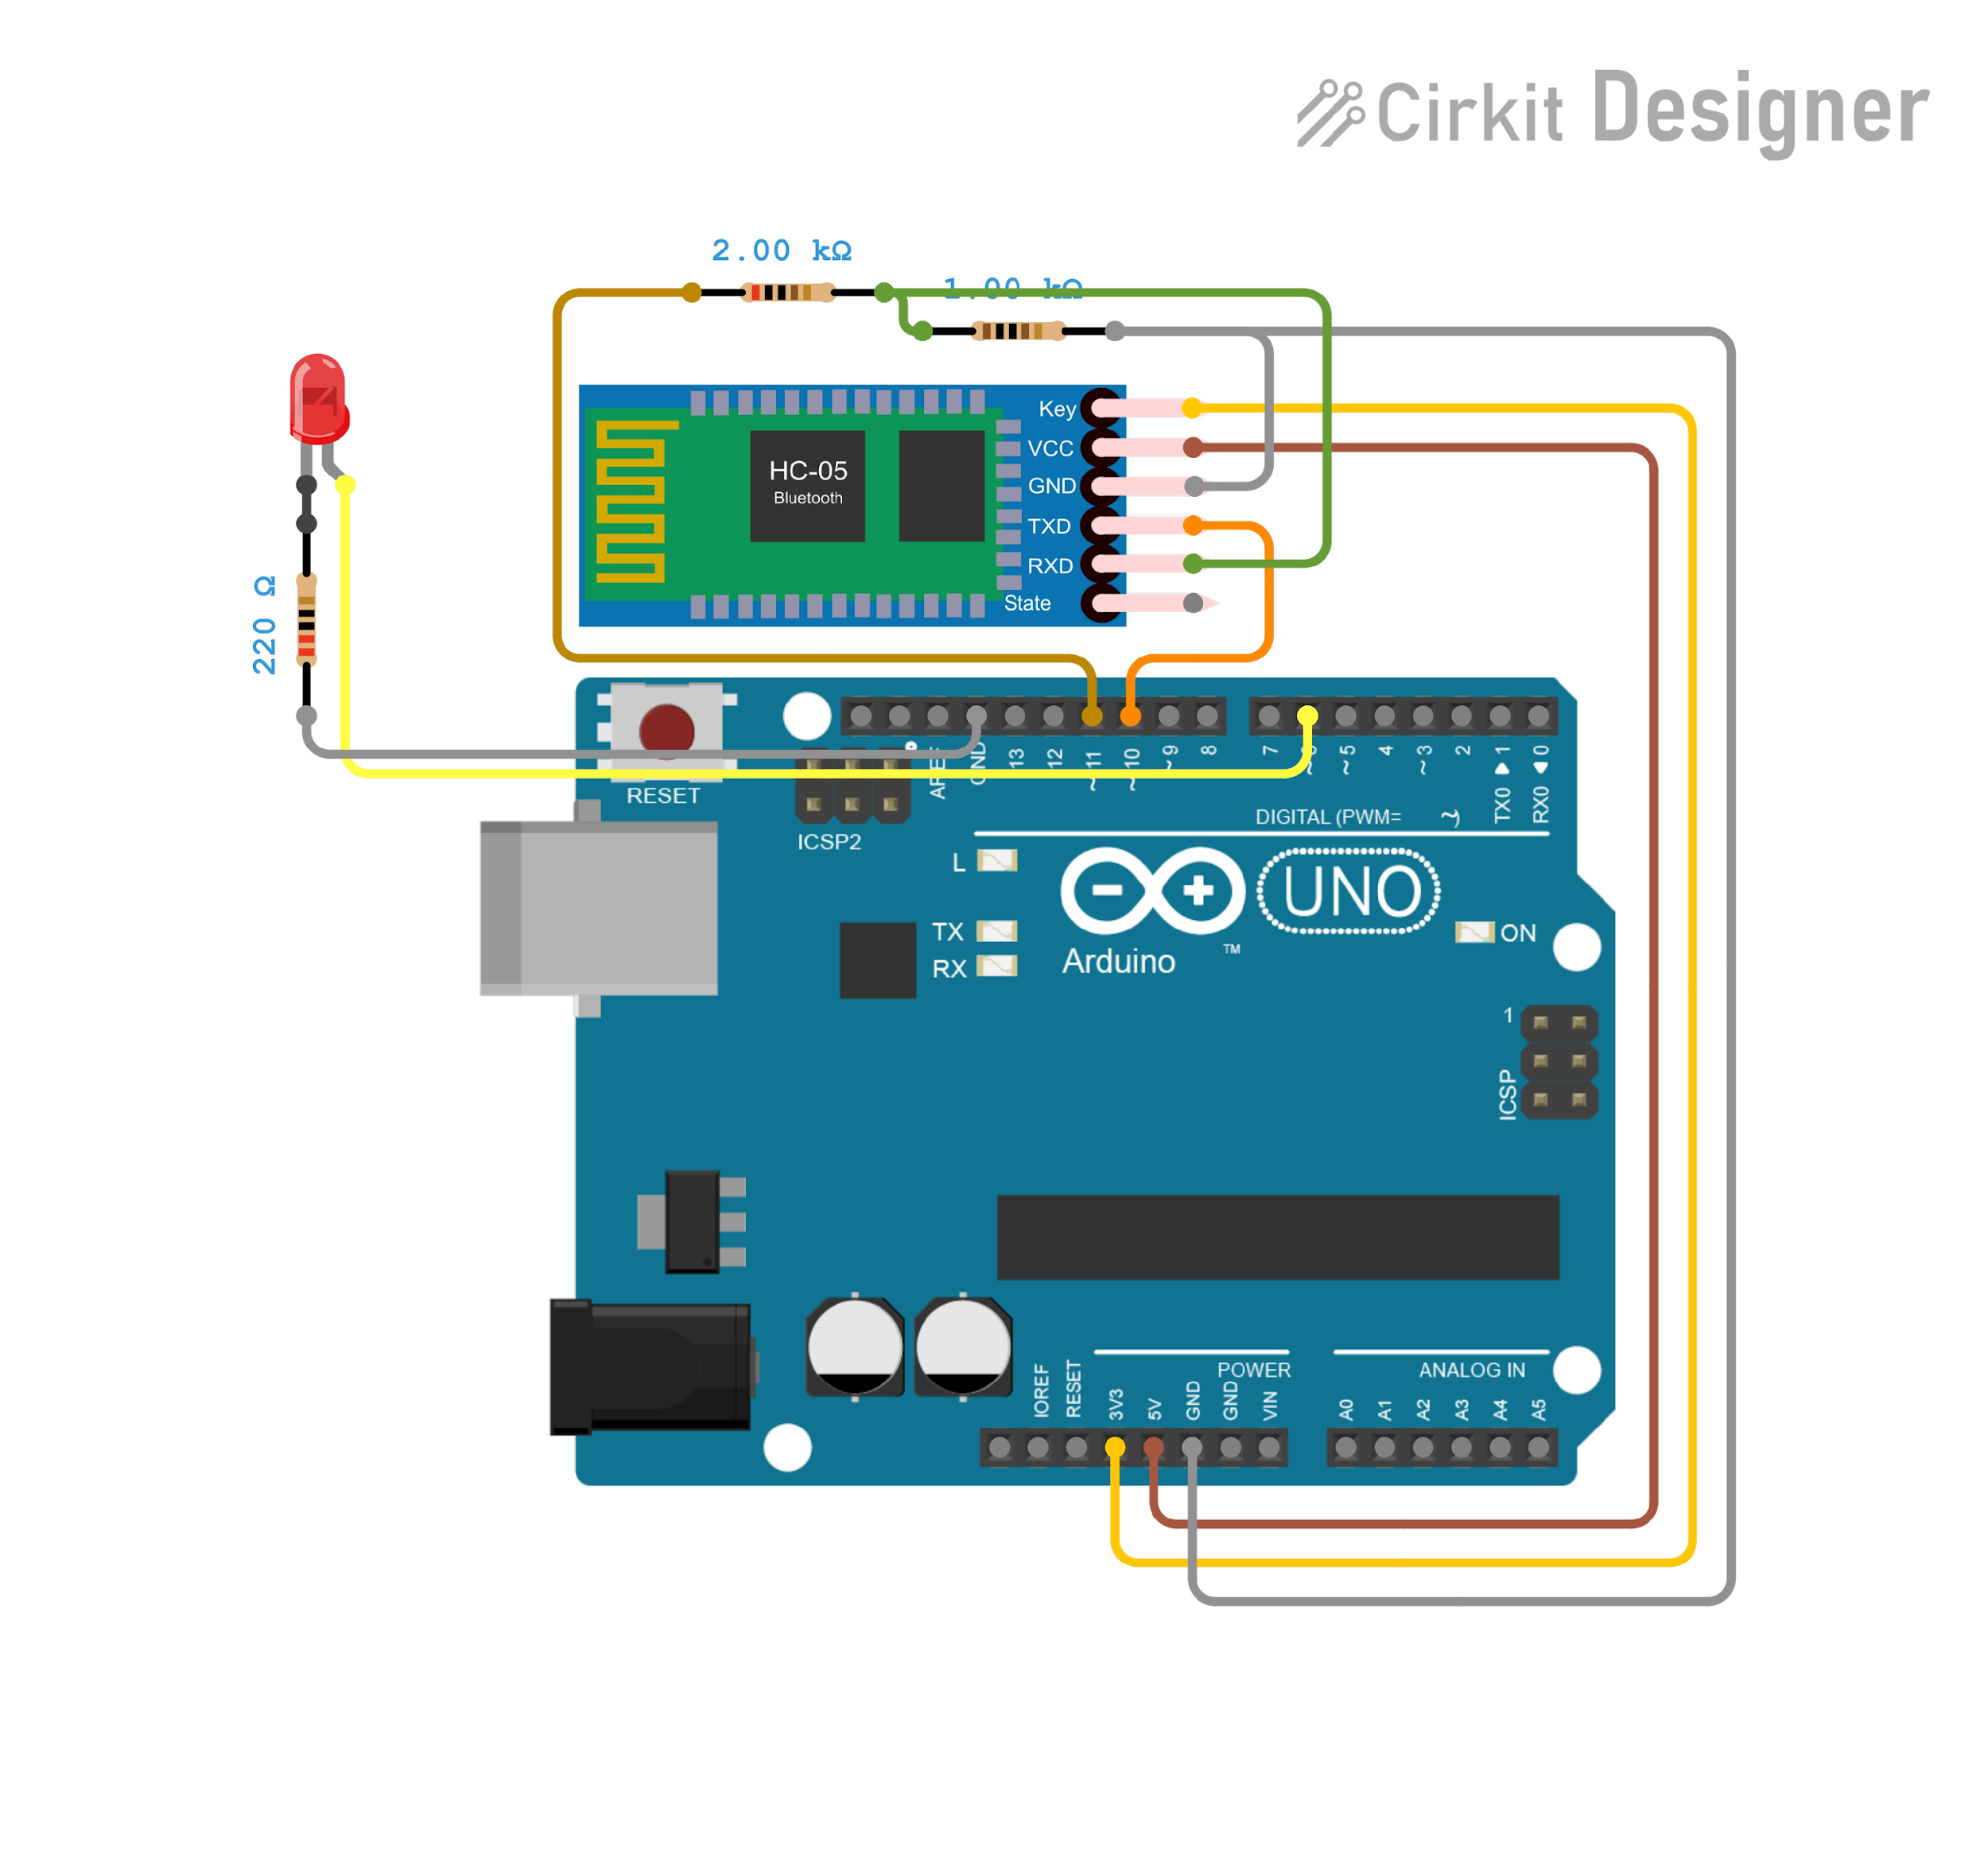 Cirkit Designer
2.00 kΩ
1.00 kΩ
Key
VCC
GND
TXD
RXD
State
HC-05
Bluetooth
220 Ω
RESET
ICSP2
AREF
GND
13
12
~11
~10
~9
8
7
~6
~5
4
~3
2
TX0 ▶ 1
RX0 ◀ 0
DIGITAL (PWM= ~)
L
TX
RX
Arduino
™
UNO
ON
1
ICSP
IOREF
RESET
3V3
5V
GND
GND
VIN
POWER
ANALOG IN
A0
A1
A2
A3
A4
A5